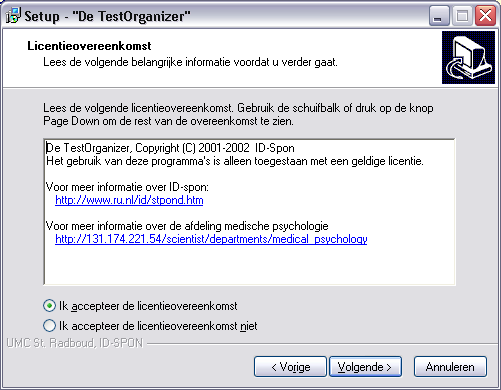 Setup - "De TestOrganizer"
Licentieovereenkomst
Lees de volgende belangrijke informatie voordat u verder gaat.
Lees de volgende licentieovereenkomst. Gebruik de schuifbalk of druk op de knop
Page Down om de rest van de overeenkomst te zien.
De TestOrganizer, Copyright (C) 2001-2002 ID-Spon
Het gebruik van deze programma's is alleen toegestaan met een geldige licentie.
Voor meer informatie over ID-spon:
http://www.ru.nl/id/stpond.htm
Voor meer informatie over de afdeling medische psychologie
http://131.174.221.54/scientist/departments/medical_psychology
Ik accepteer de licentieovereenkomst
Ik accepteer de licentieovereenkomst niet
UMC St. Radboud; ID-SPON
< Vorige Volgende > Annuleren